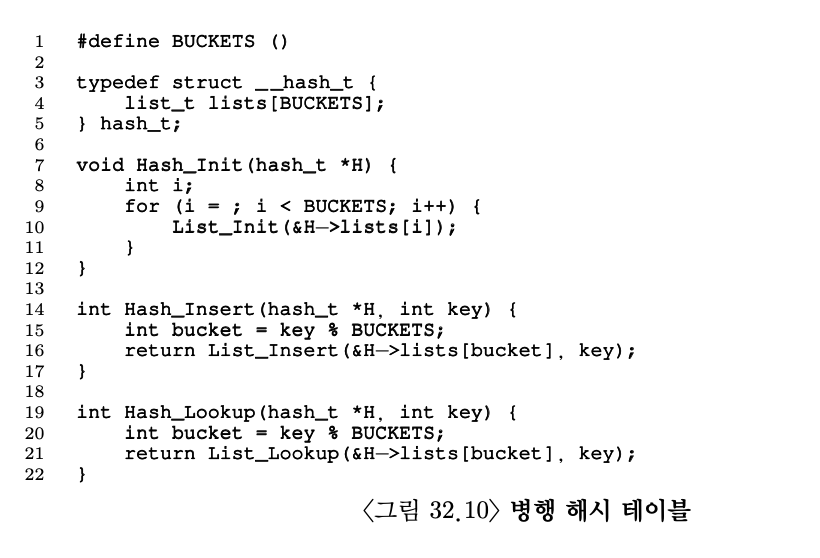 1 #define BUCKETS ()
2
3 typedef struct __hash_t {
4     list_t lists[BUCKETS];
5 } hash_t;
6
7 void Hash_Init(hash_t *H) {
8     int i;
9     for (i = ; i < BUCKETS; i++) {
10         List_Init(&H->lists[i]);
11     }
12 }
13
14 int Hash_Insert(hash_t *H, int key) {
15     int bucket = key % BUCKETS;
16     return List_Insert(&H->lists[bucket], key);
17 }
18
19 int Hash_Lookup(hash_t *H, int key) {
20     int bucket = key % BUCKETS;
21     return List_Lookup(&H->lists[bucket], key);
22 }
〈그림 32.10〉 병행 해시 테이블